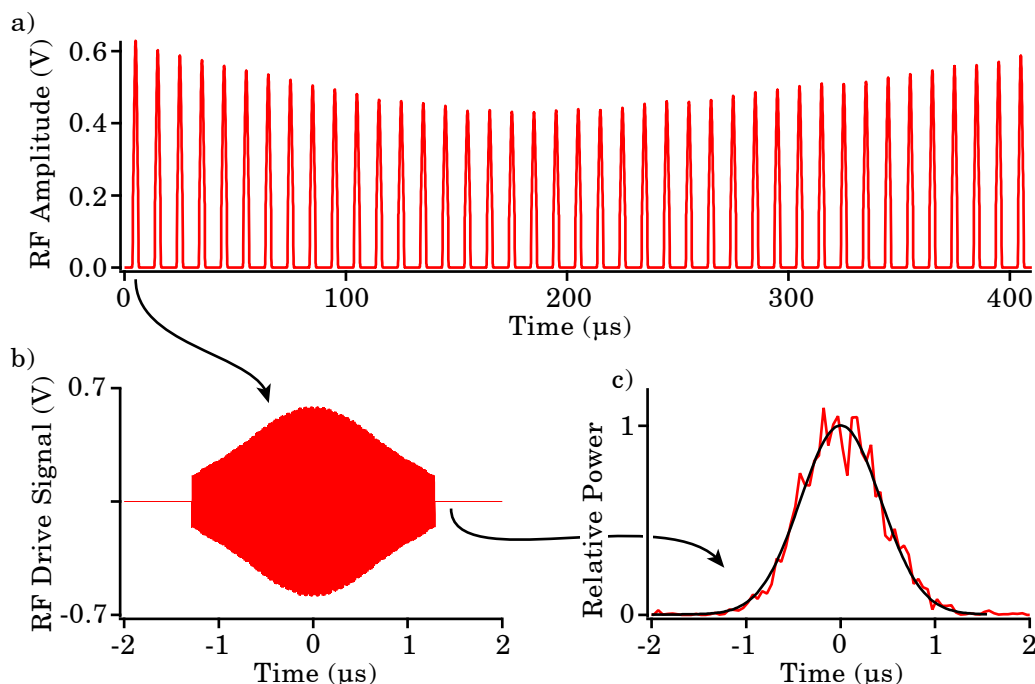 a)
RF Amplitude (V)
0.6
0.4
0.2
0.0
0 100 200 300 400
Time (µs)
b)
RF Drive Signal (V)
0.7
-0.7
-2 -1 0 1 2
Time (µs)
c)
Relative Power
1
0
-2 -1 0 1 2
Time (µs)